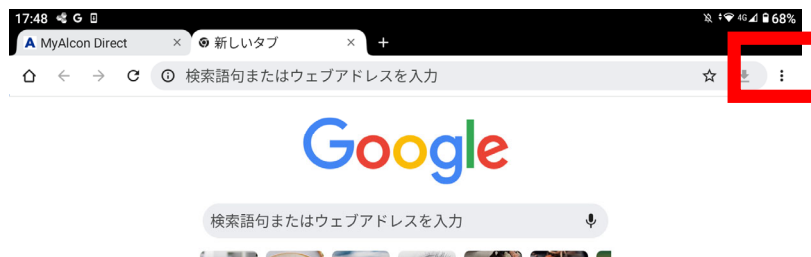 17:48 G 4G 68%
A MyAlcon Direct × 新しいタブ × +
検索語句またはウェブアドレスを入力
Google
検索語句またはウェブアドレスを入力